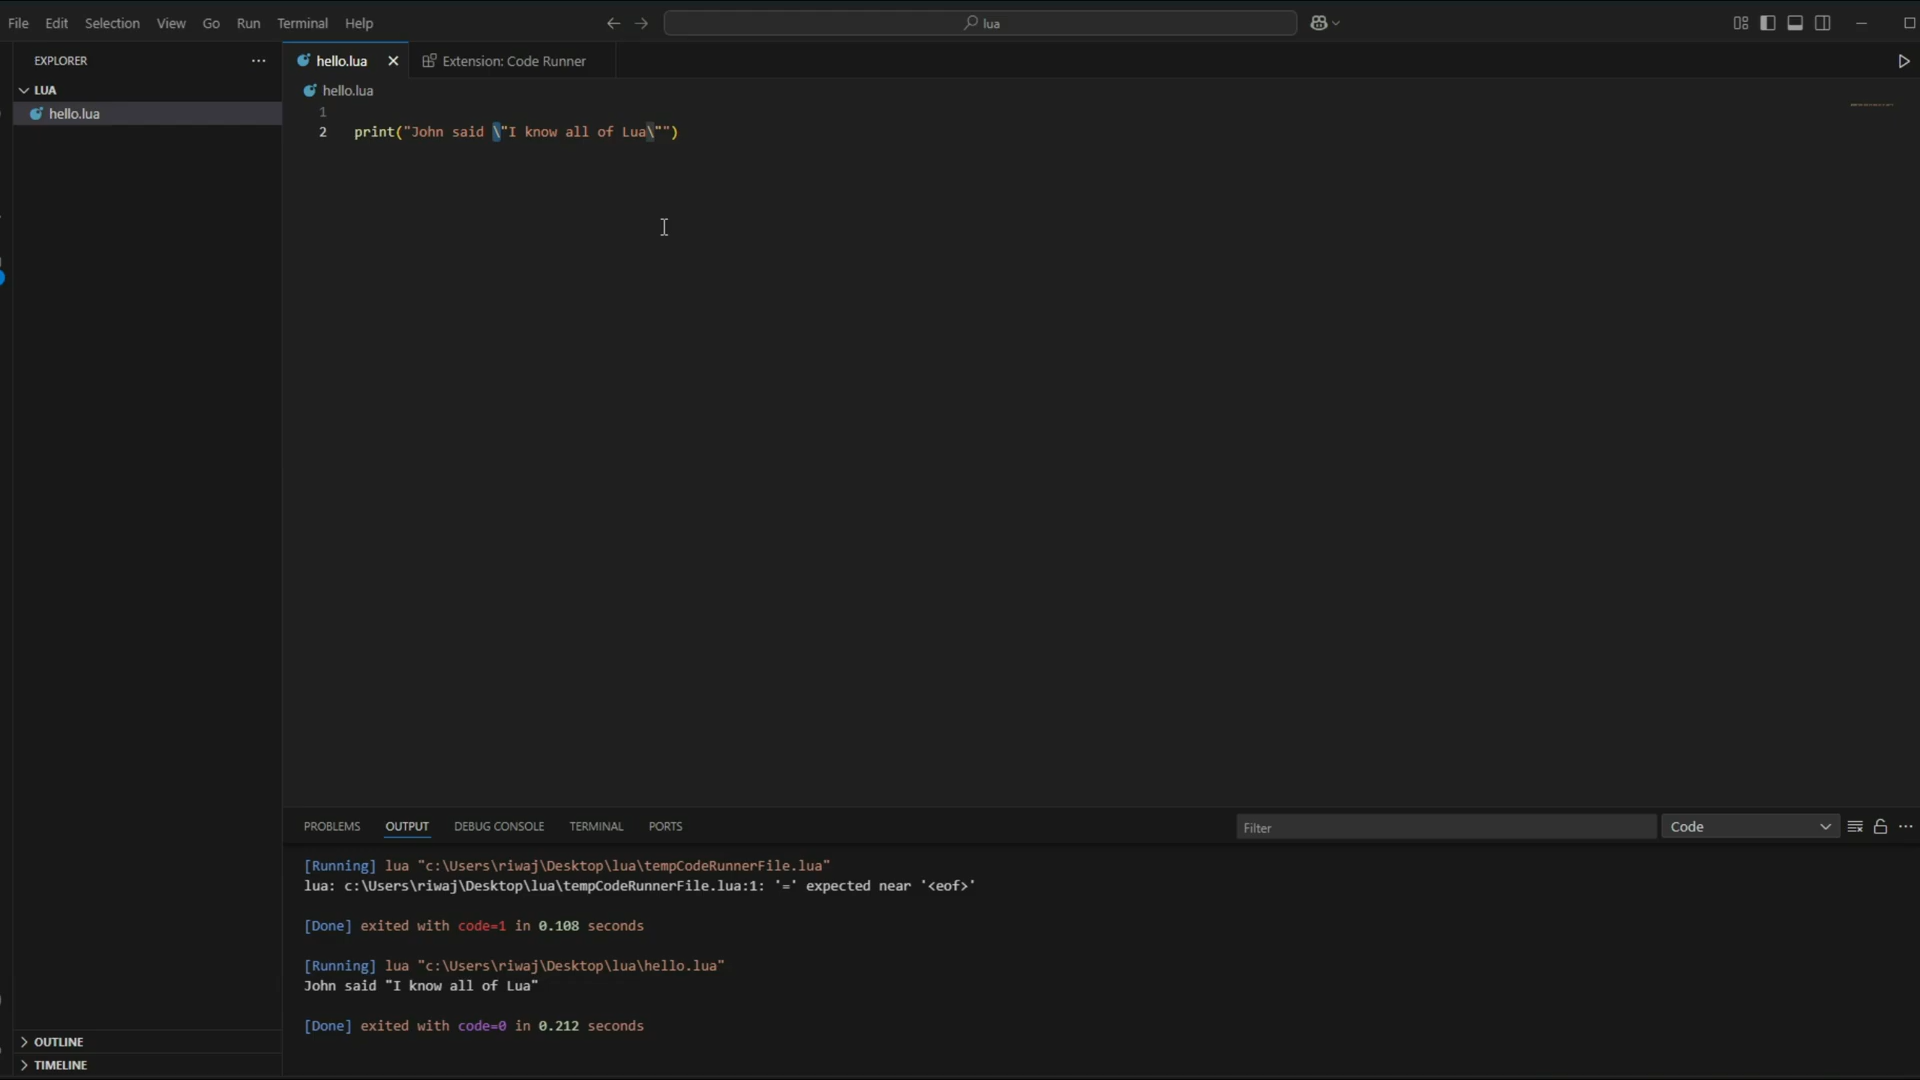 File Edit Selection View Go Run Terminal Help
lua
EXPLORER
hello.lua
Extension: Code Runner
LUA
hello.lua
hello.lua
1
2 print("John said \"I know all of Lua\"")
PROBLEMS OUTPUT DEBUG CONSOLE TERMINAL PORTS
Filter
Code
[Running] lua "c:\Users\riwaj\Desktop\lua\tempCodeRunnerFile.lua"
lua: c:\Users\riwaj\Desktop\lua\tempCodeRunnerFile.lua:1: '=' expected near '<eof>'
[Done] exited with code=1 in 0.108 seconds
[Running] lua "c:\Users\riwaj\Desktop\lua\hello.lua"
John said "I know all of Lua"
[Done] exited with code=0 in 0.212 seconds
OUTLINE
TIMELINE